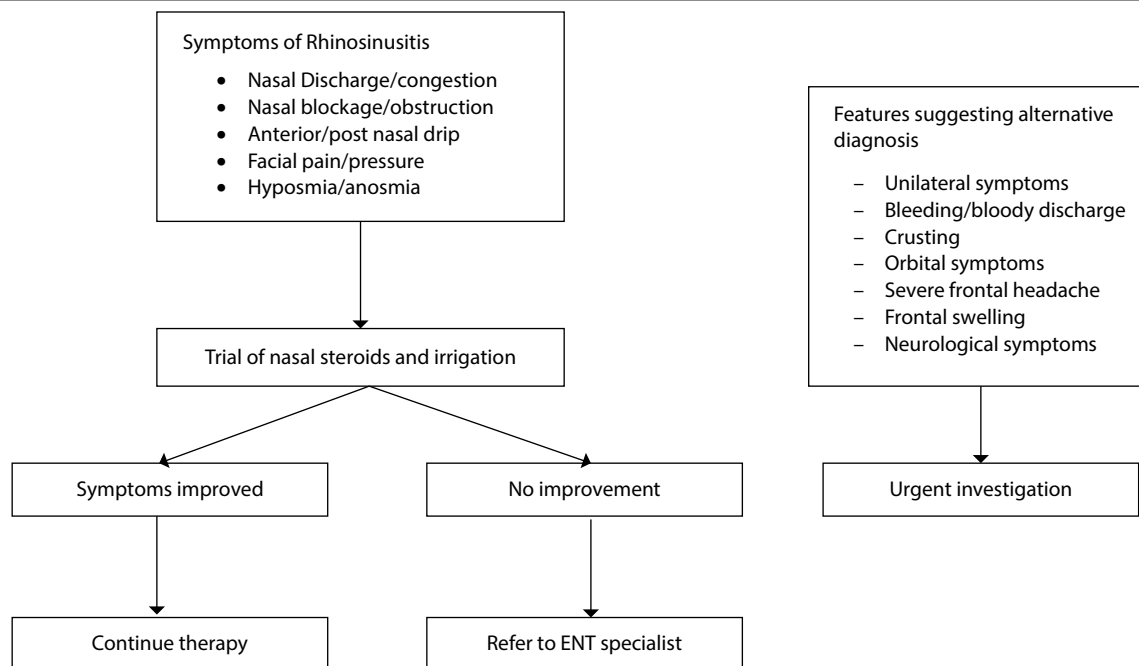 Symptoms of Rhinosinusitis
• Nasal Discharge/congestion
• Nasal blockage/obstruction
• Anterior/post nasal drip
• Facial pain/pressure
• Hyposmia/anosmia
Trial of nasal steroids and irrigation
Symptoms improved
No improvement
Continue therapy
Refer to ENT specialist
Features suggesting alternative
diagnosis
– Unilateral symptoms
– Bleeding/bloody discharge
– Crusting
– Orbital symptoms
– Severe frontal headache
– Frontal swelling
– Neurological symptoms
Urgent investigation